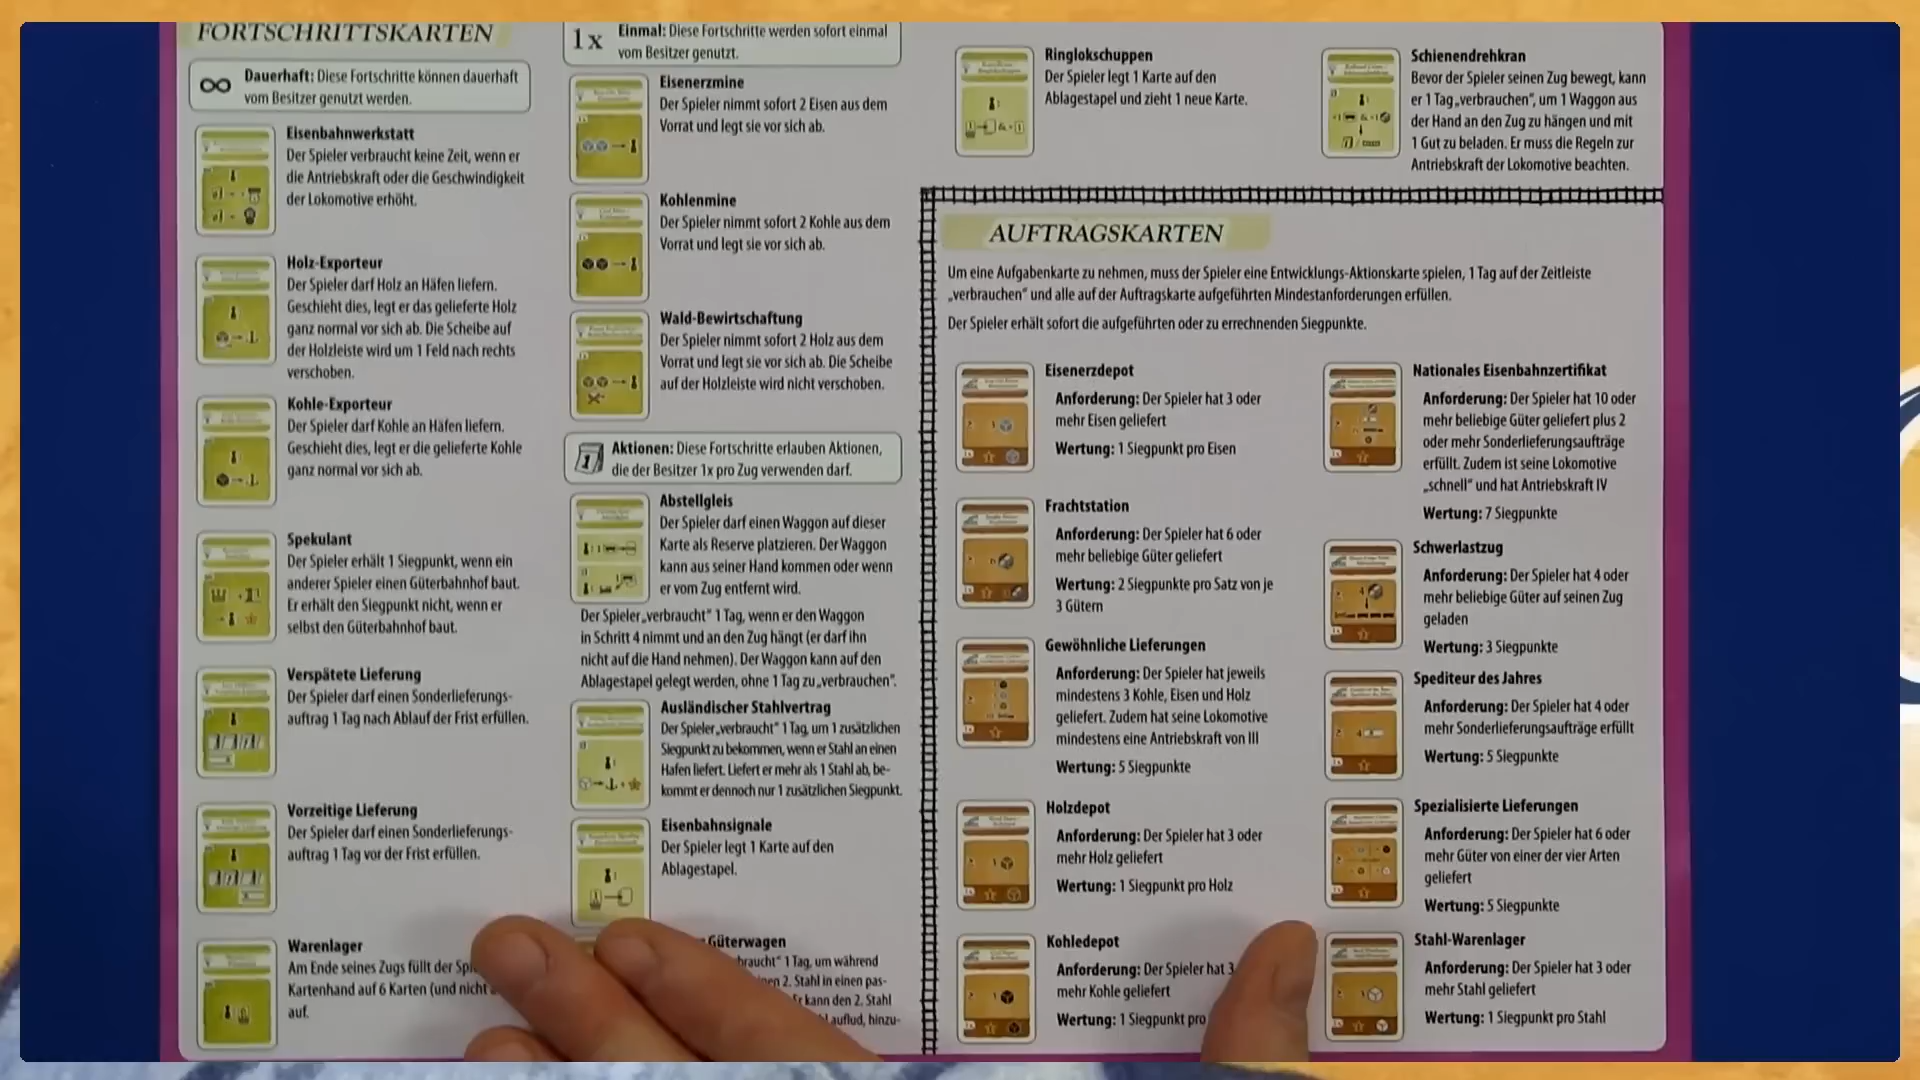 FORTSCHRITTSKARTEN
∞ Dauerhaft: Diese Fortschritte können dauerhaft
vom Besitzer genutzt werden.
Eisenbahnwerkstatt
Der Spieler verbraucht keine Zeit, wenn er
die Antriebskraft oder die Geschwindigkeit
der Lokomotive erhöht.
Holz-Exporteur
Der Spieler darf Holz an Häfen liefern.
Geschieht dies, legt er das gelieferte Holz
ganz normal vor sich ab. Die Scheibe auf
der Holzleiste wird um 1 Feld nach rechts
verschoben.
Kohle-Exporteur
Der Spieler darf Kohle an Häfen liefern.
Geschieht dies, legt er die gelieferte Kohle
ganz normal vor sich ab.
Spekulant
Der Spieler erhält 1 Siegpunkt, wenn ein
anderer Spieler einen Güterbahnhof baut.
Er erhält den Siegpunkt nicht, wenn er
selbst den Güterbahnhof baut.
Verspätete Lieferung
Der Spieler darf einen Sonderlieferungs-
auftrag 1 Tag nach Ablauf der Frist erfüllen.
Vorzeitige Lieferung
Der Spieler darf einen Sonderlieferungs-
auftrag 1 Tag vor der Frist erfüllen.
Warenlager
Am Ende seines Zugs füllt der
Kartenhand auf 6 Karten (und nicht
auf.
1x Einmal: Diese Fortschritte werden sofort einmal
vom Besitzer genutzt.
Eisenerzmine
Der Spieler nimmt sofort 2 Eisen aus dem
Vorrat und legt sie vor sich ab.
Kohlenmine
Der Spieler nimmt sofort 2 Kohle aus dem
Vorrat und legt sie vor sich ab.
Wald-Bewirtschaftung
Der Spieler nimmt sofort 2 Holz aus dem
Vorrat und legt sie vor sich ab. Die Scheibe
auf der Holzleiste wird nicht verschoben.
1 Aktionen: Diese Fortschritte erlauben Aktionen,
die der Besitzer 1x pro Zug verwenden darf.
Abstellgleis
Der Spieler darf einen Waggon auf dieser
Karte als Reserve platzieren. Der Waggon
kann aus seiner Hand kommen oder wenn
er vom Zug entfernt wird.
Der Spieler „verbraucht“ 1 Tag, wenn er den Waggon
in Schritt 4 nimmt und an den Zug hängt (er darf ihn
nicht auf die Hand nehmen). Der Waggon kann auf den
Ablagestapel gelegt werden, ohne 1 Tag zu „verbrauchen“.
Ausländischer Stahlvertrag
Der Spieler „verbraucht“ 1 Tag, um 1 zusätzlichen
Siegpunkt zu bekommen, wenn er Stahl an einen
Hafen liefert. Liefert er mehr als 1 Stahl ab, be-
kommt er dennoch nur 1 zusätzlichen Siegpunkt.
Eisenbahnsignale
Der Spieler legt 1 Karte auf den
Ablagestapel.
Güterwagen
1 Tag, um während
2. Stahl in einen pas-
kann den 2. Stahl
auflud, hinzu-
Ringlokschuppen
Der Spieler legt 1 Karte auf den
Ablagestapel und zieht 1 neue Karte.
Schienendrehkran
Bevor der Spieler seinen Zug bewegt, kann
er 1 Tag „verbrauchen“, um 1 Waggon aus
der Hand an den Zug zu hängen und mit
1 Gut zu beladen. Er muss die Regeln zur
Antriebskraft der Lokomotive beachten.
AUFTRAGSKARTEN
Um eine Aufgabenkarte zu nehmen, muss der Spieler eine Entwicklungs-Aktionskarte spielen, 1 Tag auf der Zeitleiste
„verbrauchen“ und alle auf der Auftragskarte aufgeführten Mindestanforderungen erfüllen.
Der Spieler erhält sofort die aufgeführten oder zu errechnenden Siegpunkte.
Eisenerzdepot
Anforderung: Der Spieler hat 3 oder
mehr Eisen geliefert
Wertung: 1 Siegpunkt pro Eisen
Frachtstation
Anforderung: Der Spieler hat 6 oder
mehr beliebige Güter geliefert
Wertung: 2 Siegpunkte pro Satz von je
3 Gütern
Gewöhnliche Lieferungen
Anforderung: Der Spieler hat jeweils
mindestens 3 Kohle, Eisen und Holz
geliefert. Zudem hat seine Lokomotive
mindestens eine Antriebskraft von III
Wertung: 5 Siegpunkte
Holzdepot
Anforderung: Der Spieler hat 3 oder
mehr Holz geliefert
Wertung: 1 Siegpunkt pro Holz
Kohledepot
Anforderung: Der Spieler hat 3
mehr Kohle geliefert
Wertung: 1 Siegpunkt pro
Nationales Eisenbahnzertifikat
Anforderung: Der Spieler hat 10 oder
mehr beliebige Güter geliefert plus 2
oder mehr Sonderlieferungsaufträge
erfüllt. Zudem ist seine Lokomotive
„schnell“ und hat Antriebskraft IV
Wertung: 7 Siegpunkte
Schwerlastzug
Anforderung: Der Spieler hat 4 oder
mehr beliebige Güter auf seinen Zug
geladen
Wertung: 3 Siegpunkte
Spediteur des Jahres
Anforderung: Der Spieler hat 4 oder
mehr Sonderlieferungsaufträge erfüllt
Wertung: 5 Siegpunkte
Spezialisierte Lieferungen
Anforderung: Der Spieler hat 6 oder
mehr Güter von einer der vier Arten
geliefert
Wertung: 5 Siegpunkte
Stahl-Warenlager
Anforderung: Der Spieler hat 3 oder
mehr Stahl geliefert
Wertung: 1 Siegpunkt pro Stahl